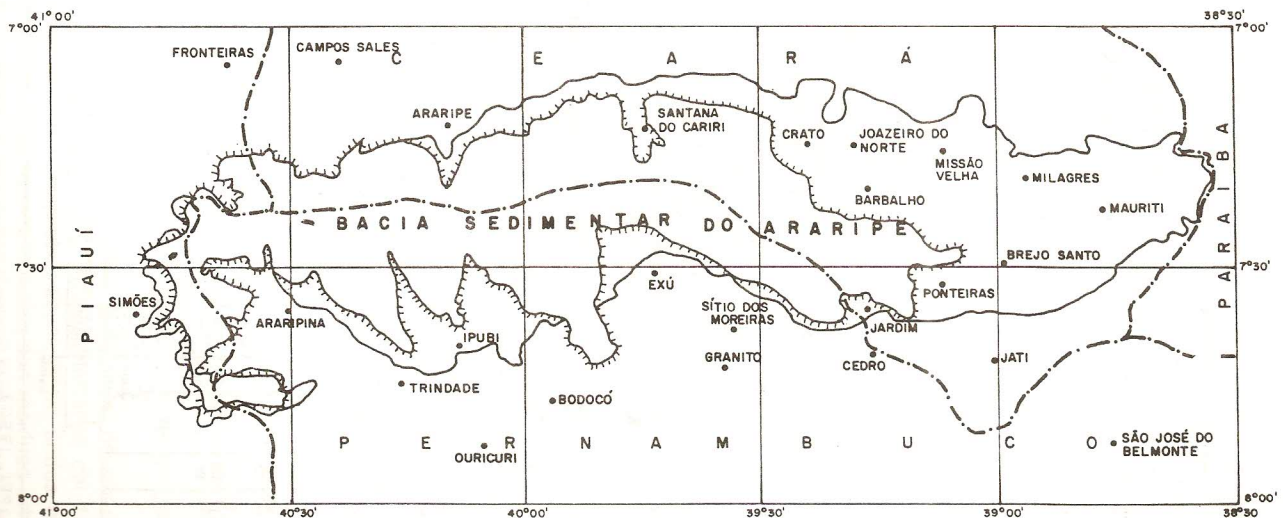 41°00'
38°30'
7°00'
7°00'
FRONTEIRAS
CAMPOS SALES
C E A R Á
ARARIPE
SANTANA
DO CARIRI
CRATO
JOAZEIRO DO
NORTE
MISSÃO
VELHA
MILAGRES
BARBALHO
MAURITI
PARAIBA
BACIA SEDIMENTAR DO ARARIPE
PIAUÍ
7°30'
7°30'
BREJO SANTO
SIMÕES
EXÚ
PONTEIRAS
ARARIPINA
SÍTIO DOS
MOREIRAS
JARDIM
IPUBI
GRANITO
CEDRO
JATI
TRINDADE
BODOCÓ
P E R N A M B U C O
OURICURI
SÃO JOSÉ DO
BELMONTE
8°00'
8°00'
41°00'
40°30'
40°00'
39°30'
39°00'
38°30'